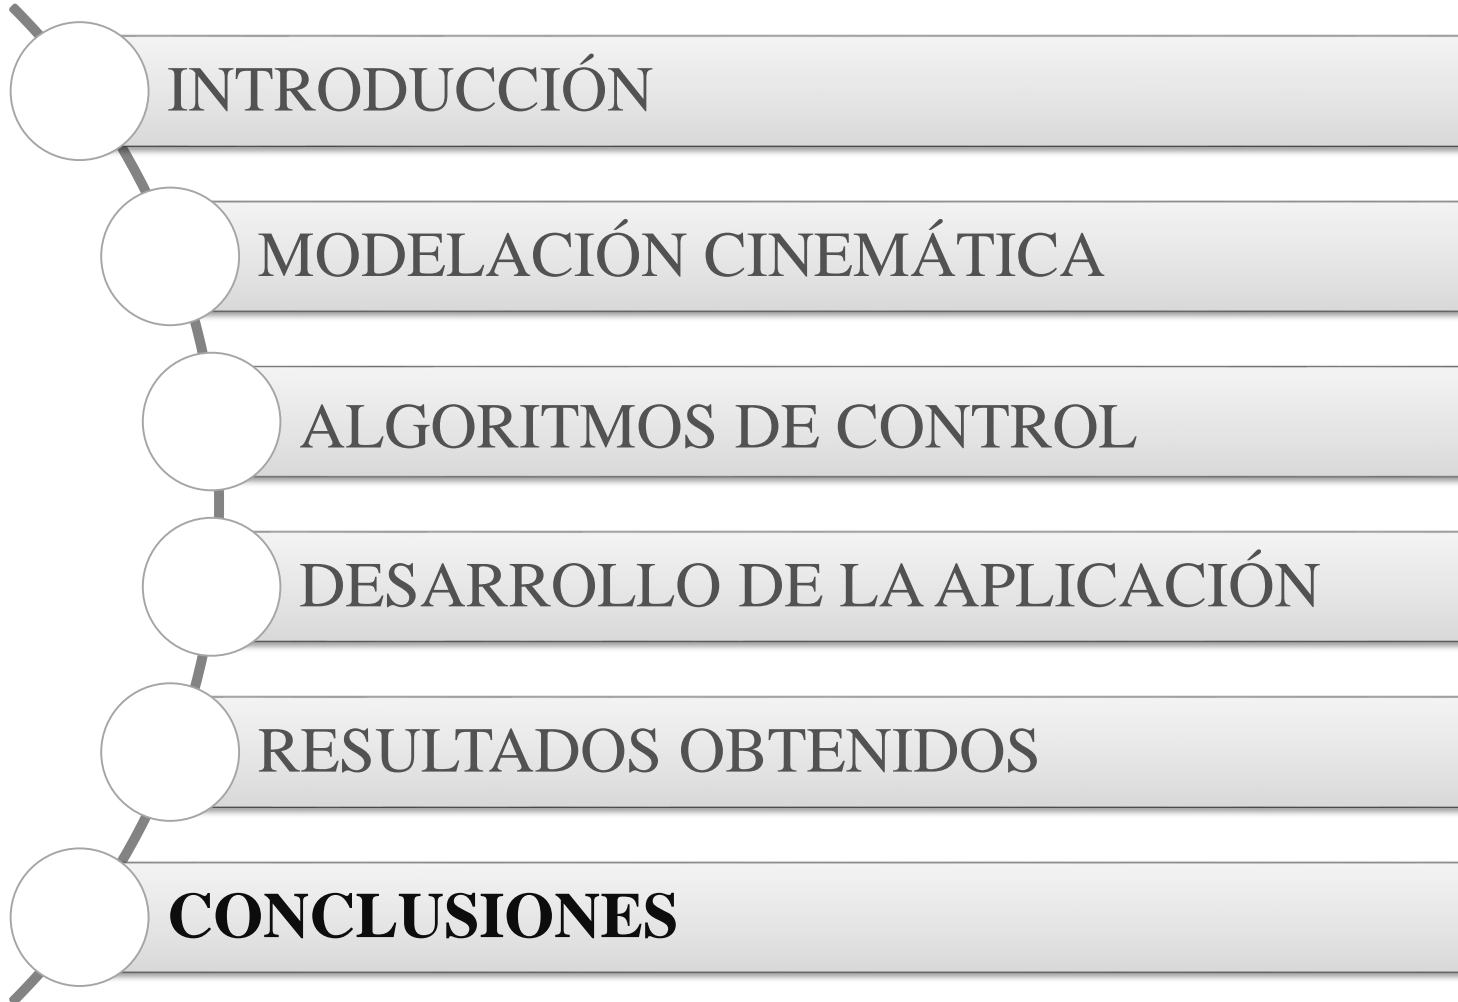 INTRODUCCIÓN
MODELACIÓN CINEMÁTICA
ALGORITMOS DE CONTROL
DESARROLLO DE LA APLICACIÓN
RESULTADOS OBTENIDOS
CONCLUSIONES